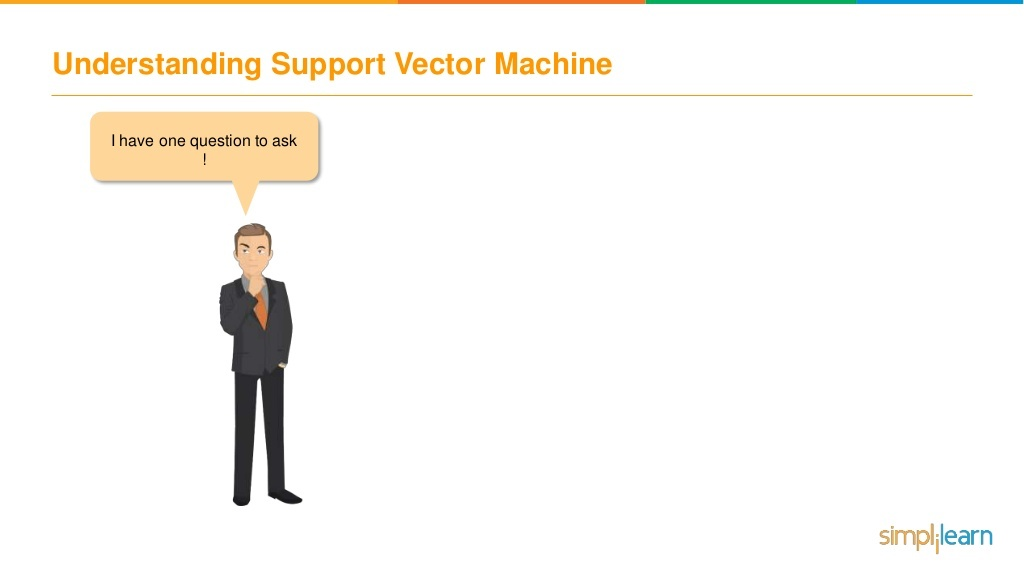 Understanding Support Vector Machine
I have one question to ask
!
simplilearn